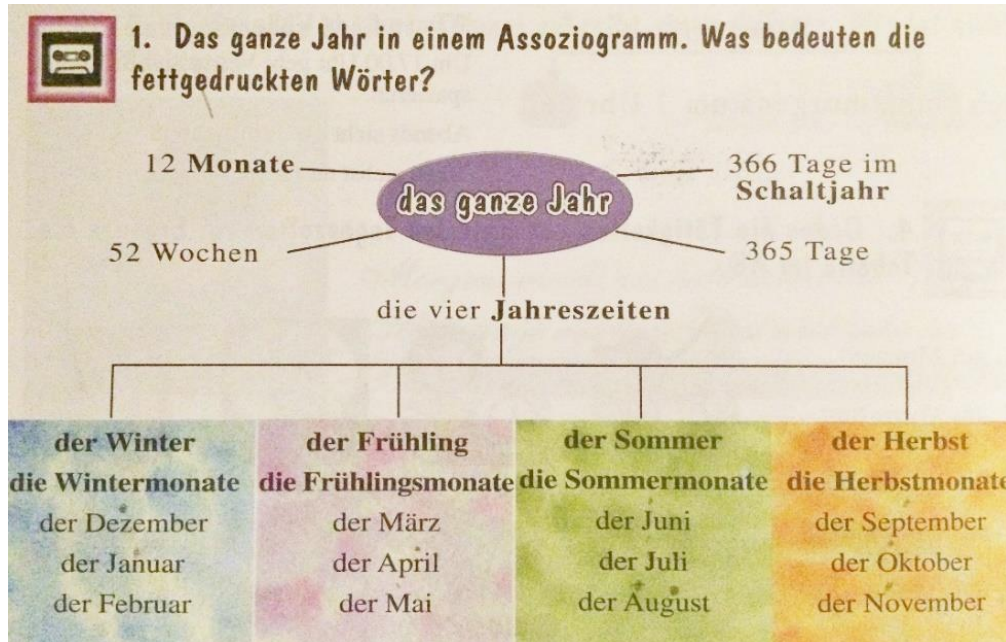 1. Das ganze Jahr in einem Assoziogramm. Was bedeuten die
fettgedruckten Wörter?
12 Monate
366 Tage im
Schaltjahr
das ganze Jahr
52 Wochen
365 Tage
die vier Jahreszeiten
der Winter
die Wintermonate
der Dezember
der Januar
der Februar
der Frühling
die Frühlingsmonate
der März
der April
der Mai
der Sommer
die Sommermonate
der Juni
der Juli
der August
der Herbst
die Herbstmonate
der September
der Oktober
der November